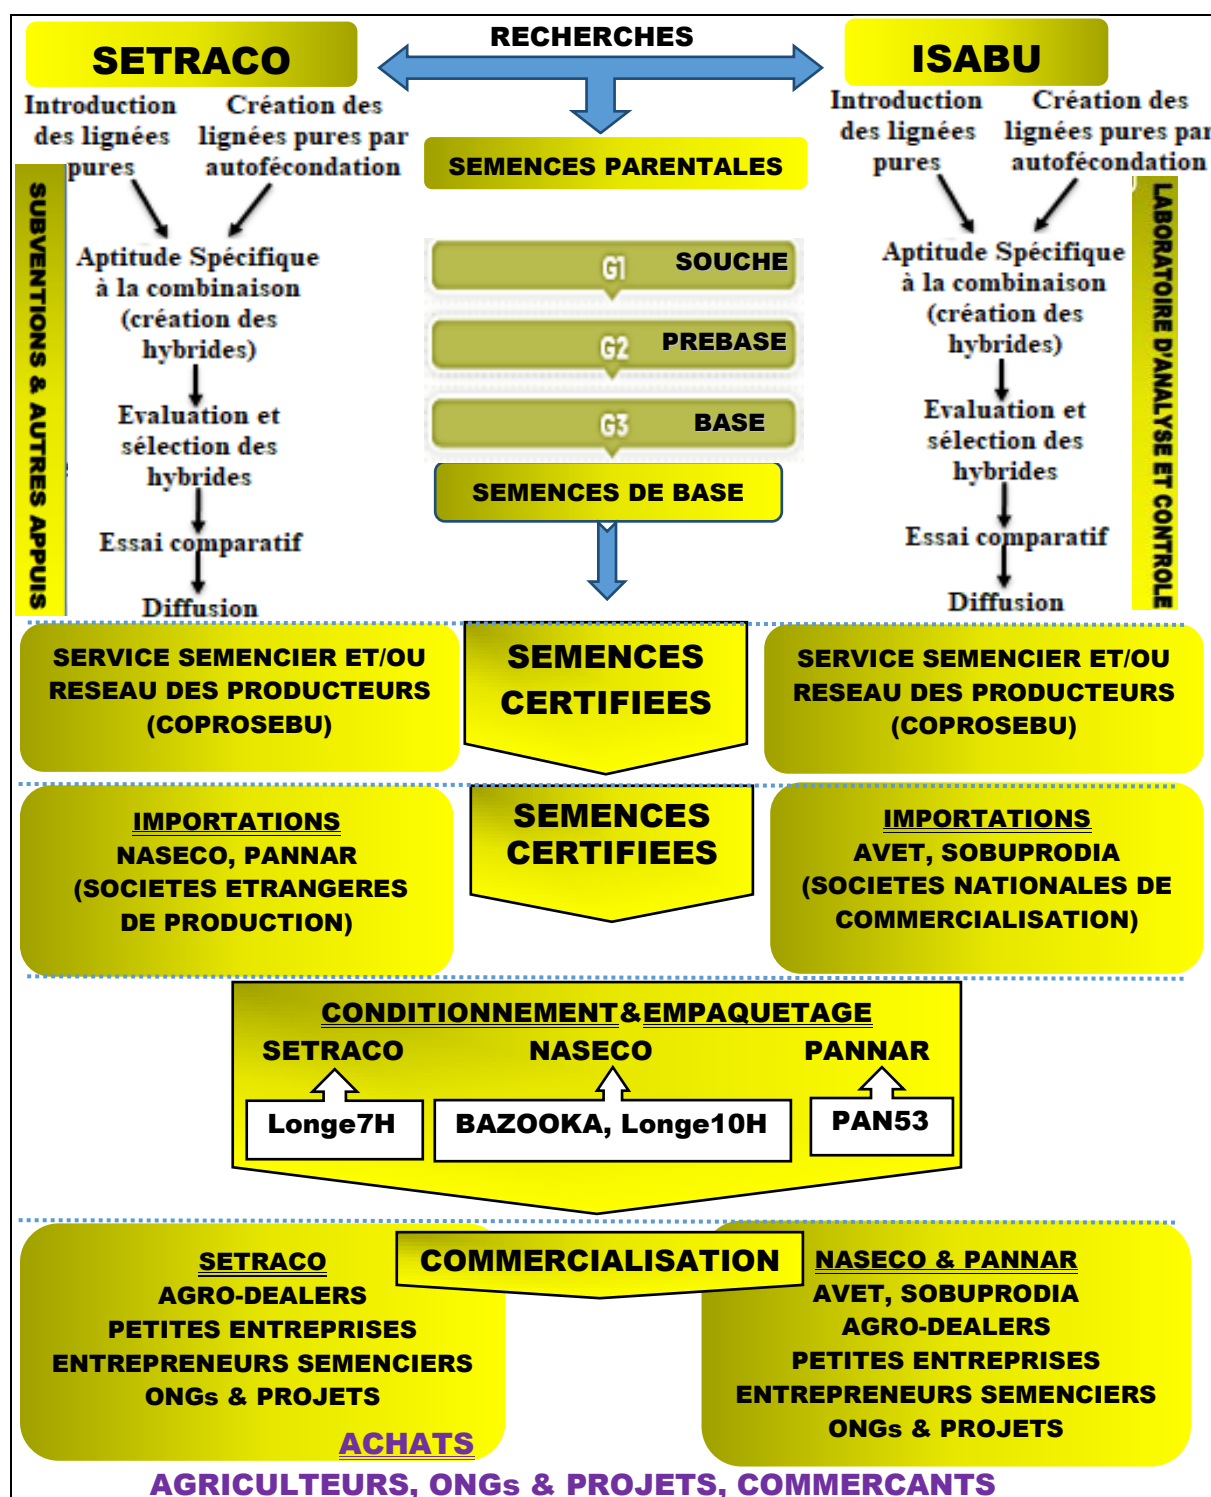 RECHERCHES
SETRACO
ISABU
Introduction
des lignées
pures
Création des
lignées pures par
autofécondation
Aptitude Spécifique
à la combinaison
(création des
hybrides)
Evaluation et
sélection des
hybrides
Essai comparatif
Diffusion
SUBVENTIONS & AUTRES APPUIS
SEMENCES PARENTALES
G1 SOUCHE
G2 PREBASE
G3 BASE
SEMENCES DE BASE
Introduction
des lignées
pures
Création des
lignées pures par
autofécondation
Aptitude Spécifique
à la combinaison
(création des
hybrides)
Evaluation et
sélection des
hybrides
Essai comparatif
Diffusion
LABORATOIRE D'ANALYSE ET CONTROLE
SERVICE SEMENCIER ET/OU
RESEAU DES PRODUCTEURS
(COPROSEBU)
SEMENCES
CERTIFIEES
SERVICE SEMENCIER ET/OU
RESEAU DES PRODUCTEURS
(COPROSEBU)
IMPORTATIONS
NASECO, PANNAR
(SOCIETES ETRANGERES
DE PRODUCTION)
SEMENCES
CERTIFIEES
IMPORTATIONS
AVET, SOBUPRODIA
(SOCIETES NATIONALES DE
COMMERCIALISATION)
CONDITIONNEMENT&EMPAQUETAGE
SETRACO NASECO PANNAR
Longe7H BAZOOKA, Longe10H PAN53
COMMERCIALISATION
SETRACO
AGRO-DEALERS
PETITES ENTREPRISES
ENTREPRENEURS SEMENCIERS
ONGs & PROJETS
NASECO & PANNAR
AVET, SOBUPRODIA
AGRO-DEALERS
PETITES ENTREPRISES
ENTREPRENEURS SEMENCIERS
ONGs & PROJETS
ACHATS
AGRICULTEURS, ONGs & PROJETS, COMMERCANTS